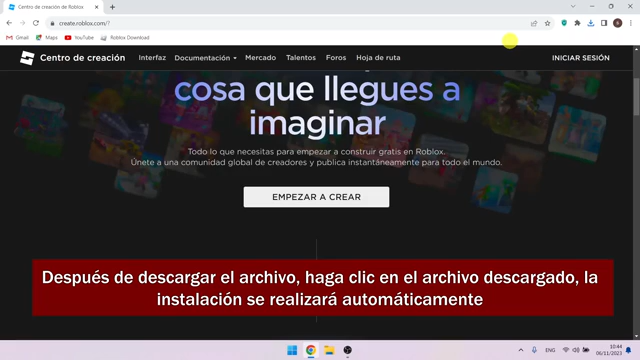 Centro de creación de Roblox
create.roblox.com/?
Gmail Maps YouTube Roblox Download
Centro de creación Interfaz Documentación Mercado Talentos Foros Hoja de ruta INICIAR SESIÓN
cosa que llegues a
imaginar
Todo lo que necesitas para empezar a construir gratis en Roblox.
Únete a una comunidad global de creadores y publica instantáneamente para todo el mundo.
EMPEZAR A CREAR
Después de descargar el archivo, haga clic en el archivo descargado, la
instalación se realizará automáticamente
ENG
10:44
06/11/2023